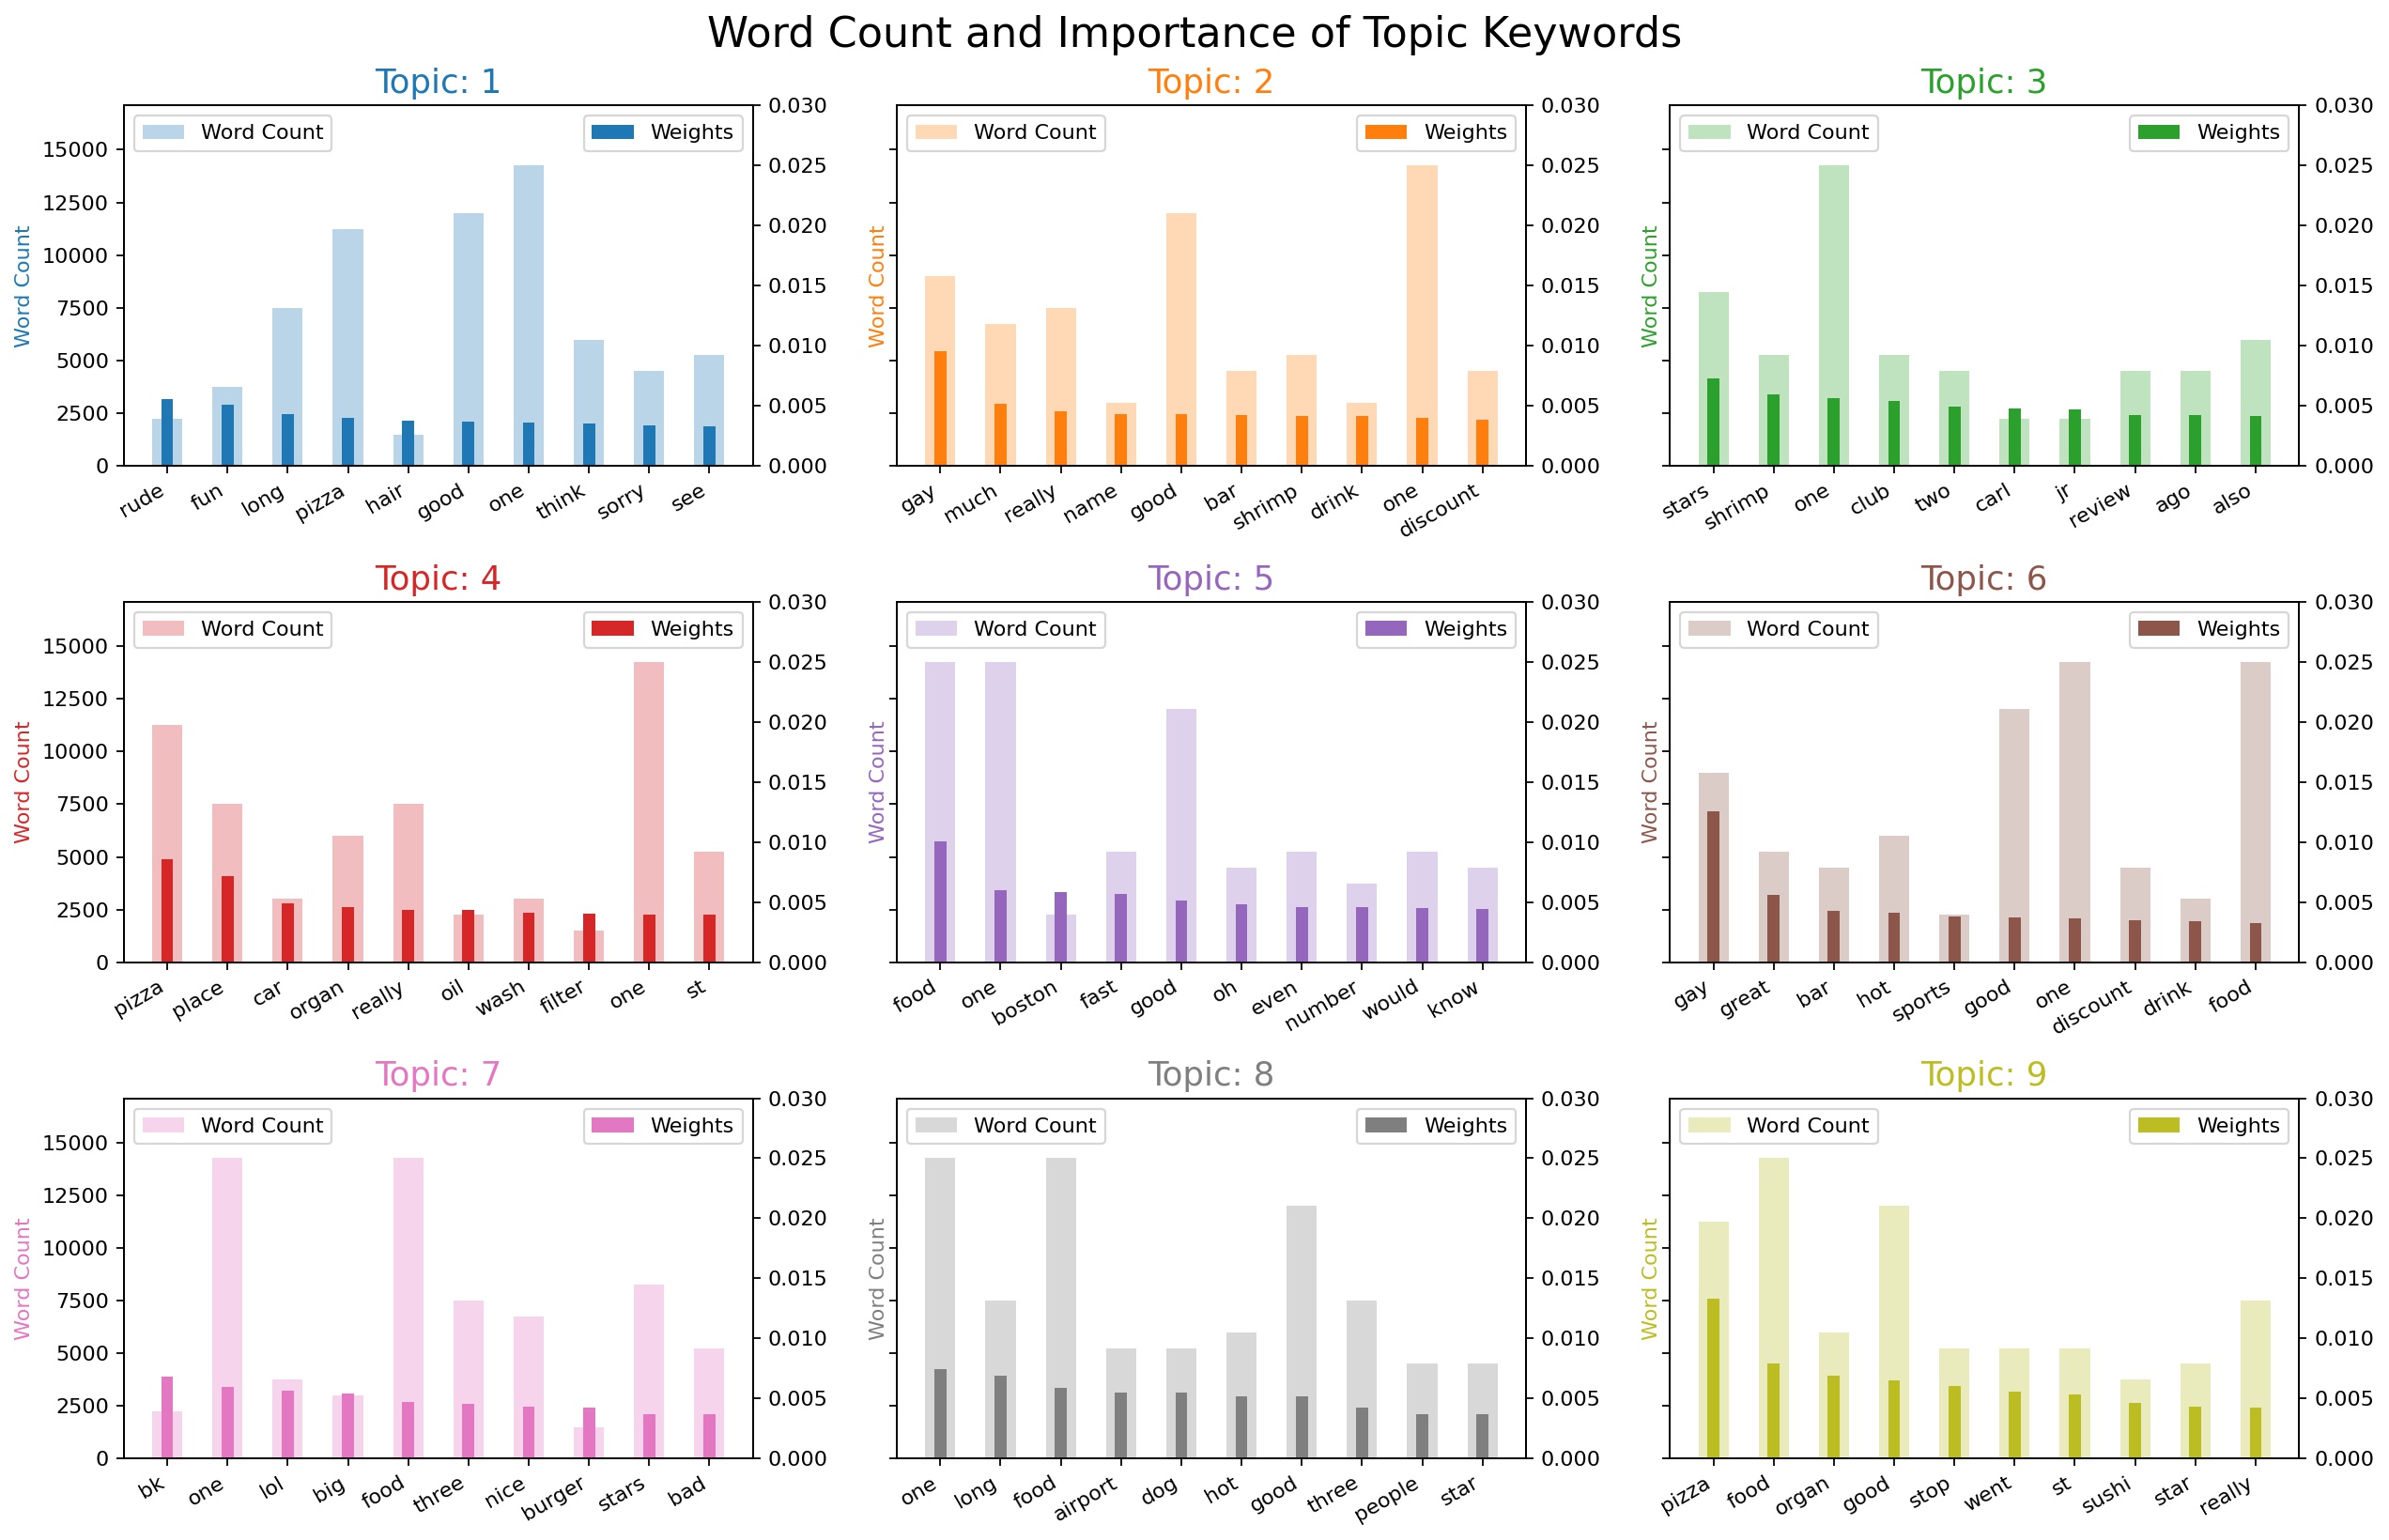 Word Count and Importance of Topic Keywords
Topic: 1
Word Count
Weights
Word Count
15000
12500
10000
7500
5000
2500
0
0.030
0.025
0.020
0.015
0.010
0.005
0.000
rude fun long pizza hair good one think sorry see
Topic: 2
Word Count
Weights
Word Count
0.030
0.025
0.020
0.015
0.010
0.005
0.000
gay much really name good bar shrimp drink one discount
Topic: 3
Word Count
Weights
Word Count
0.030
0.025
0.020
0.015
0.010
0.005
0.000
stars shrimp one club two carl jr review ago also
Topic: 4
Word Count
Weights
Word Count
15000
12500
10000
7500
5000
2500
0
0.030
0.025
0.020
0.015
0.010
0.005
0.000
pizza place car organ really oil wash filter one st
Topic: 5
Word Count
Weights
Word Count
0.030
0.025
0.020
0.015
0.010
0.005
0.000
food one boston fast good oh even number would know
Topic: 6
Word Count
Weights
Word Count
0.030
0.025
0.020
0.015
0.010
0.005
0.000
gay great bar hot sports good one discount drink food
Topic: 7
Word Count
Weights
Word Count
15000
12500
10000
7500
5000
2500
0
0.030
0.025
0.020
0.015
0.010
0.005
0.000
bk one lol big food three nice burger stars bad
Topic: 8
Word Count
Weights
Word Count
0.030
0.025
0.020
0.015
0.010
0.005
0.000
one long food airport dog hot good three people star
Topic: 9
Word Count
Weights
Word Count
0.030
0.025
0.020
0.015
0.010
0.005
0.000
pizza food organ good stop went st sushi star really